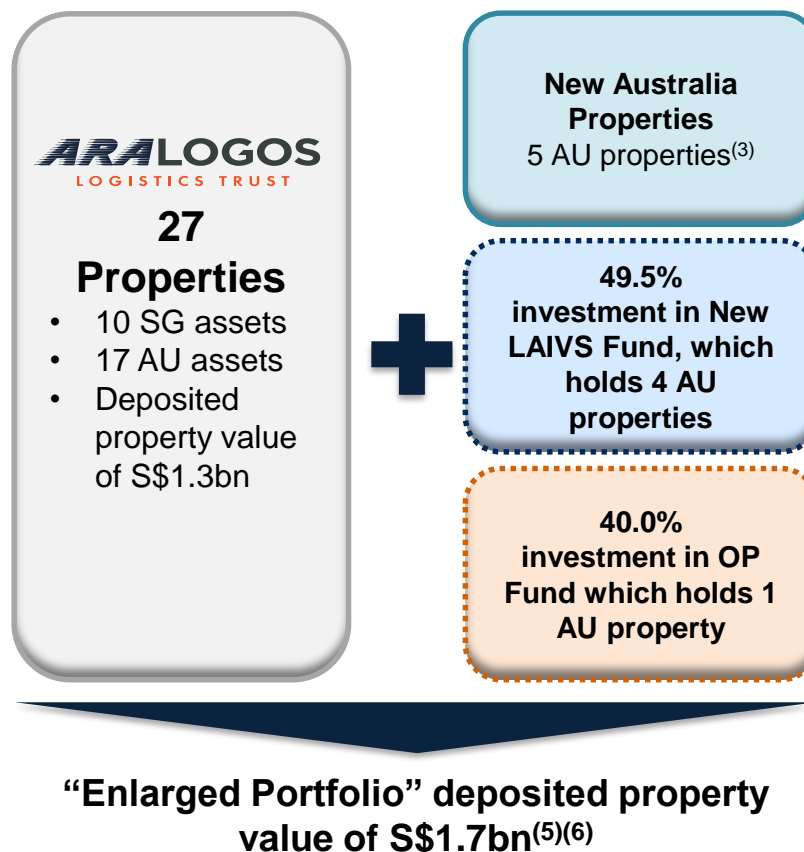 ARALOGOS
LOGISTICS TRUST
27
Properties
• 10 SG assets
• 17 AU assets
• Deposited
property value
of S$1.3bn
New Australia
Properties
5 AU properties(3)
49.5%
investment in New
LAIVS Fund, which
holds 4 AU
properties
40.0%
investment in OP
Fund which holds 1
AU property
“Enlarged Portfolio” deposited property
value of S$1.7bn(5)(6)